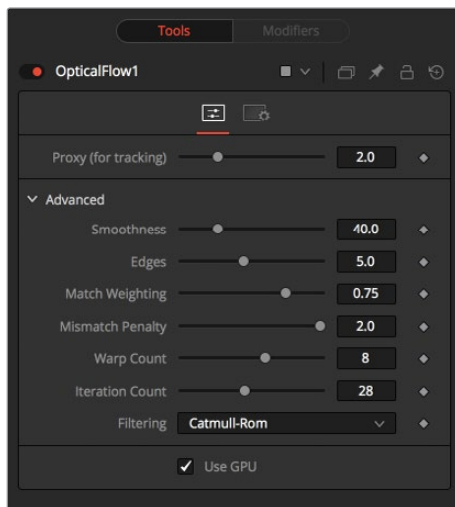 Tools Modifiers
OpticalFlow1
Proxy (for tracking) 2.0
Advanced
Smoothness 40.0
Edges 5.0
Match Weighting 0.75
Mismatch Penalty 2.0
Warp Count 8
Iteration Count 28
Filtering Catmull-Rom
Use GPU